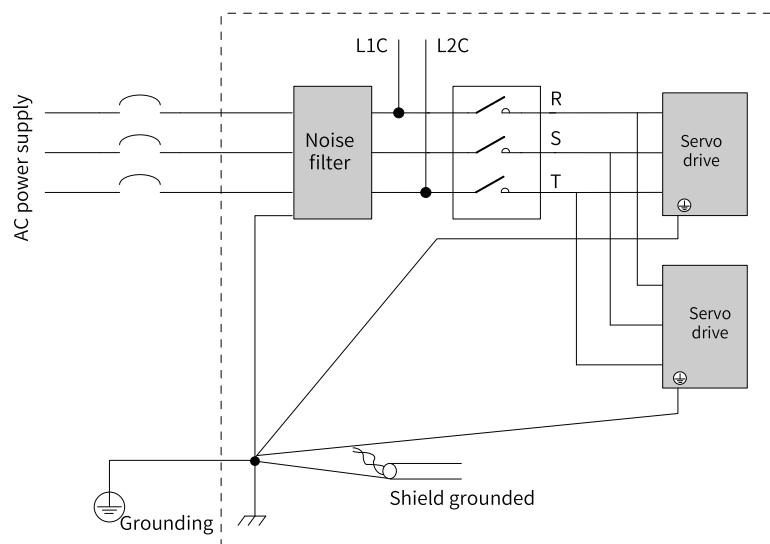 L1C
L2C
AC power supply
Noise
filter
R
S
T
Servo
drive
Servo
drive
Shield grounded
Grounding